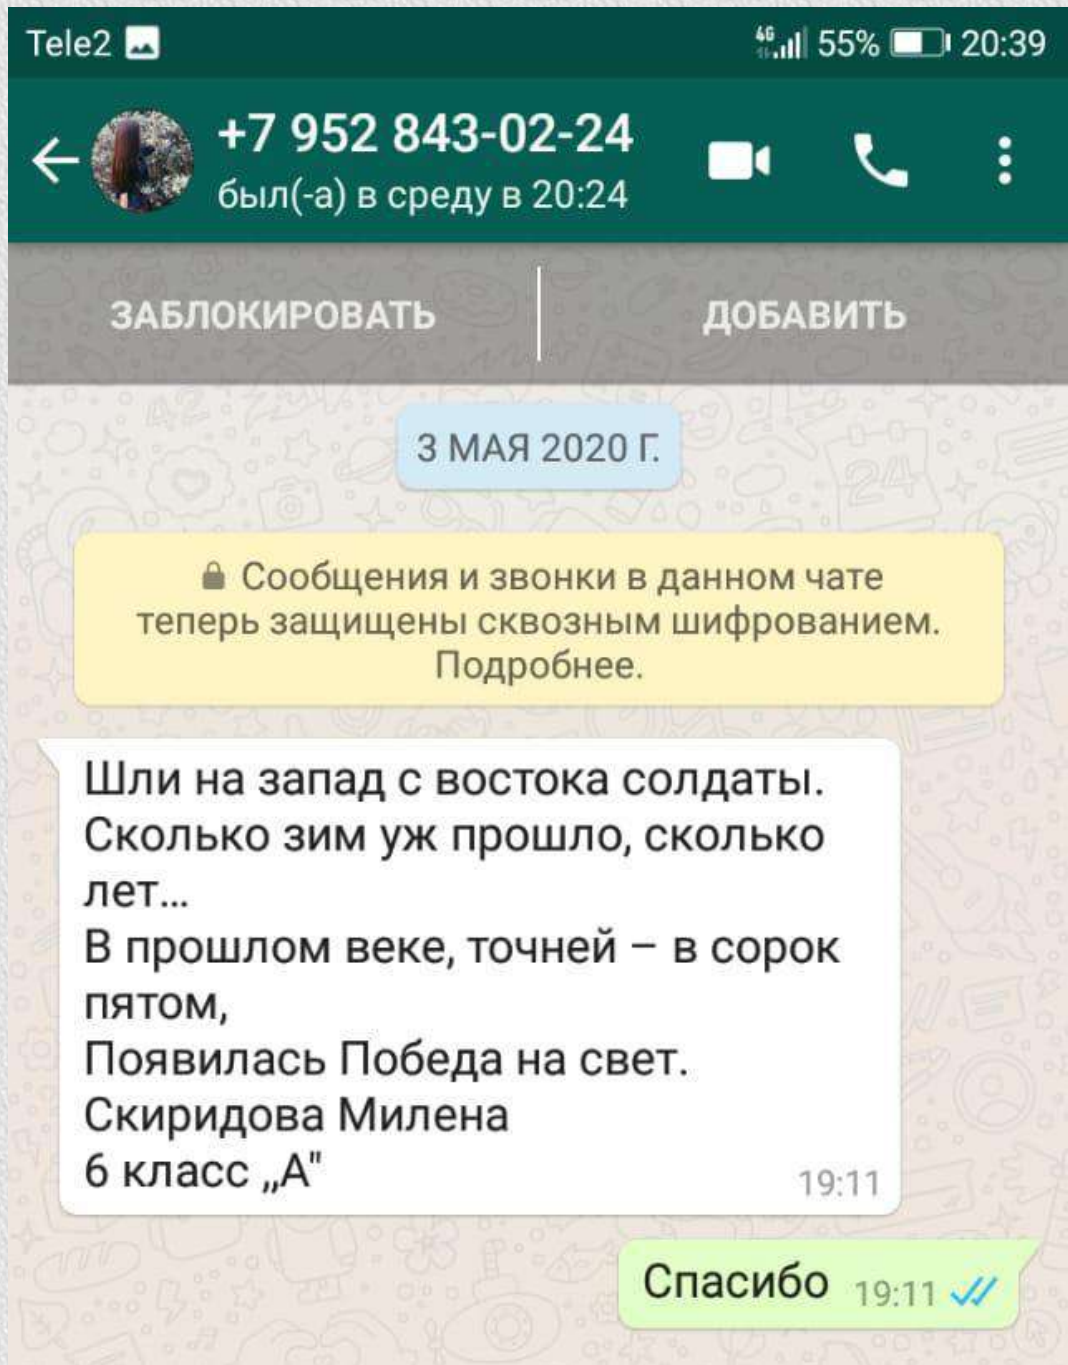 Tele2 4G 55% 20:39
+7 952 843-02-24
был(-а) в среду в 20:24
ЗАБЛОКИРОВАТЬ ДОБАВИТЬ
3 МАЯ 2020 Г.
Сообщения и звонки в данном чате
теперь защищены сквозным шифрованием.
Подробнее.
Шли на запад с востока солдаты.
Сколько зим уж прошло, сколько
лет...
В прошлом веке, точней – в сорок
пятом,
Появилась Победа на свет.
Скиридова Милена
6 класс „А"
19:11
Спасибо 19:11